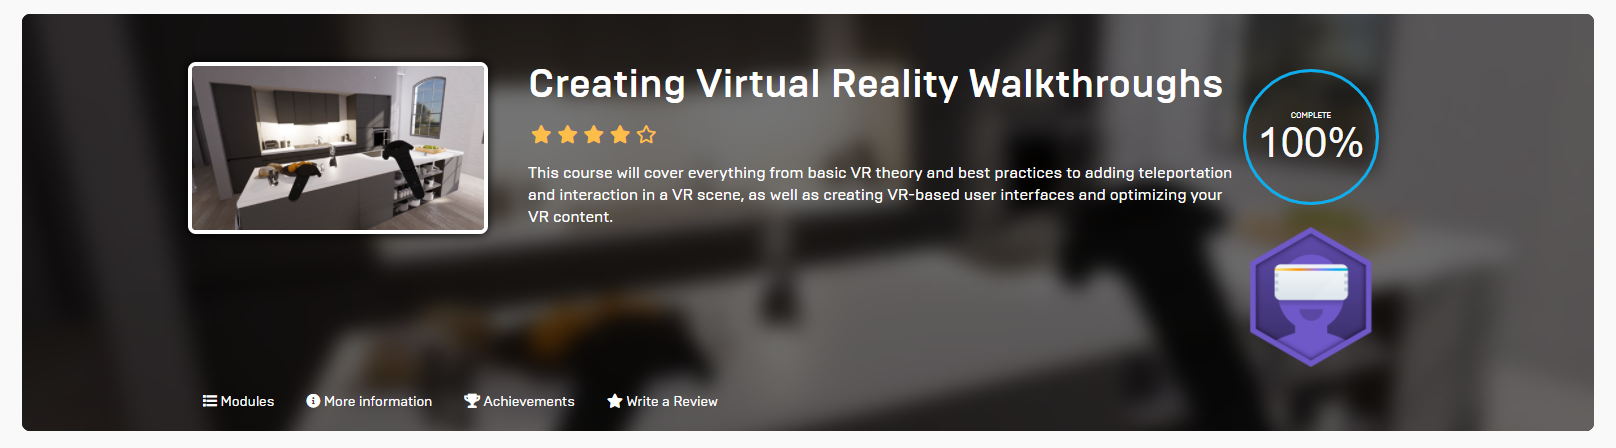 Creating Virtual Reality Walkthroughs
This course will cover everything from basic VR theory and best practices to adding teleportation
and interaction in a VR scene, as well as creating VR-based user interfaces and optimizing your
VR content.
COMPLETE
100%
Modules
More information
Achievements
Write a Review